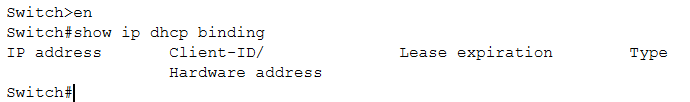 Switch>en
Switch#show ip dhcp binding
IP address       Client-ID/              Lease expiration        Type
                 Hardware address
Switch#